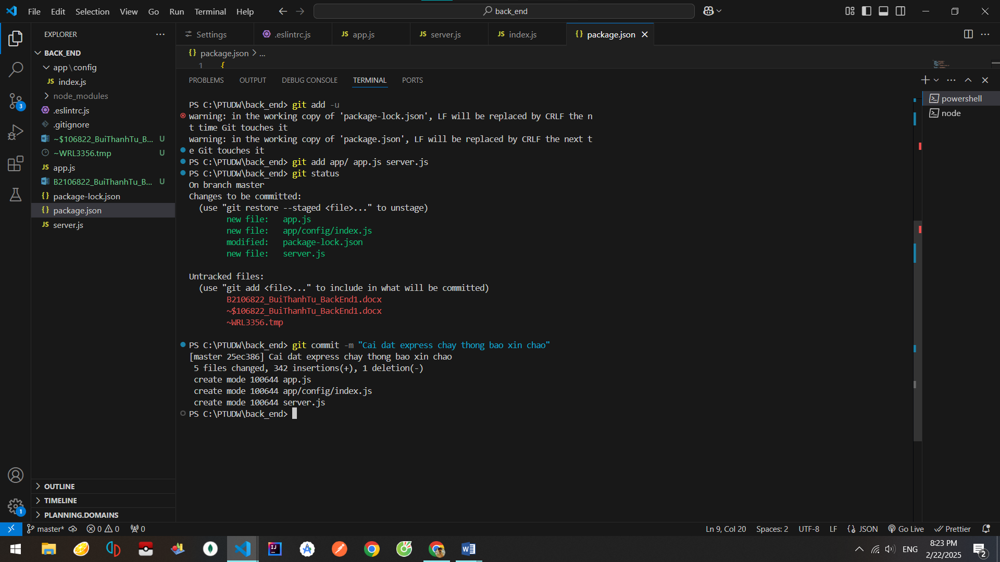 File Edit Selection View Go Run Terminal Help
back_end
EXPLORER
Settings
.eslintrc.js
JS app.js
JS server.js
JS index.js
{} package.json
BACK_END
{} package.json > ...
1 {
app\config
JS index.js
node_modules
.eslintrc.js
.gitignore
~$106822_BuiThanhTu_B... U
~WRL3356.tmp U
JS app.js
B2106822_BuiThanhTu_B... U
{} package-lock.json
{} package.json
JS server.js
3
PROBLEMS OUTPUT DEBUG CONSOLE TERMINAL PORTS
powershell
node
PS C:\PTUDW\back_end> git add -u
warning: in the working copy of 'package-lock.json', LF will be replaced by CRLF the n
t time Git touches it
warning: in the working copy of 'package.json', LF will be replaced by CRLF the next t
e Git touches it
PS C:\PTUDW\back_end> git add app/ app.js server.js
PS C:\PTUDW\back_end> git status
On branch master
Changes to be committed:
(use "git restore --staged <file>..." to unstage)
new file: app.js
new file: app/config/index.js
modified: package-lock.json
new file: server.js
Untracked files:
(use "git add <file>..." to include in what will be committed)
B2106822_BuiThanhTu_BackEnd1.docx
~$106822_BuiThanhTu_BackEnd1.docx
~WRL3356.tmp
PS C:\PTUDW\back_end> git commit -m "Cai dat express chay thong bao xin chao"
[master 25ec386] Cai dat express chay thong bao xin chao
5 files changed, 342 insertions(+), 1 deletion(-)
create mode 100644 app.js
create mode 100644 app/config/index.js
create mode 100644 server.js
PS C:\PTUDW\back_end>
OUTLINE
TIMELINE
PLANNING.DOMAINS
1
master* 0 0 0
Ln 9, Col 20 Spaces: 2 UTF-8 LF {} JSON Go Live Prettier
IJ
W
ENG
8:23 PM
2/22/2025
2